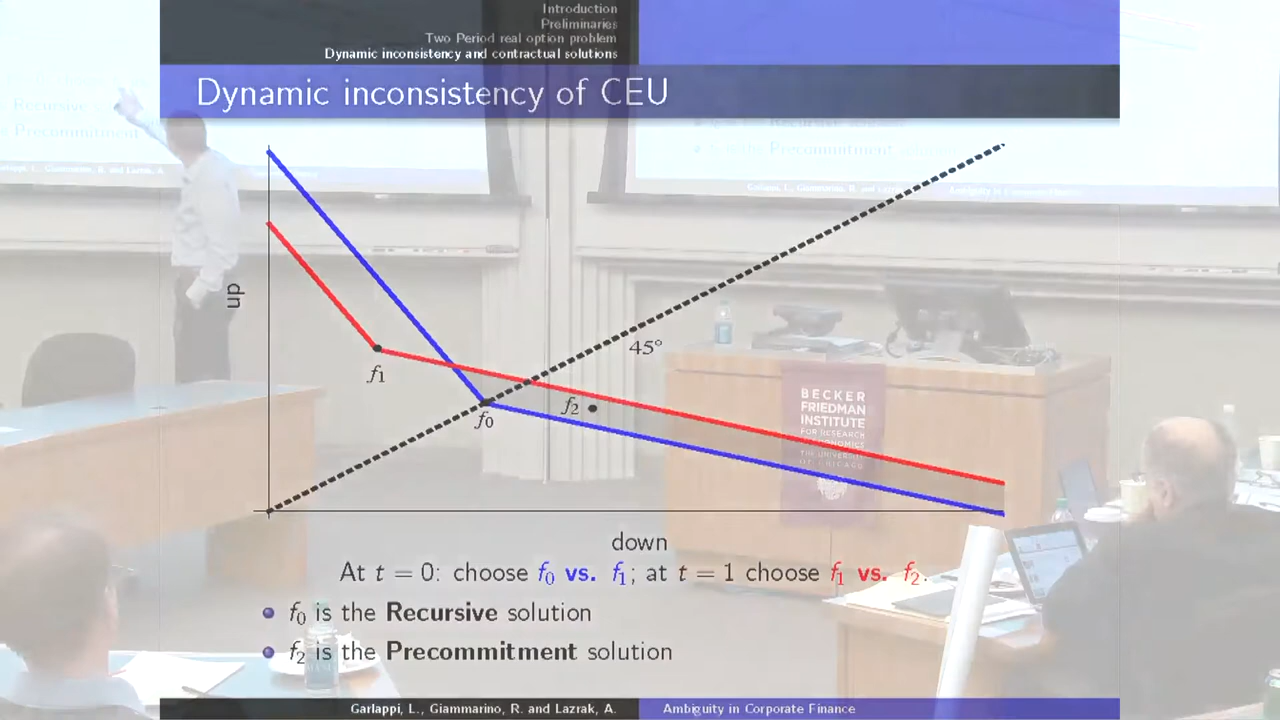 Introduction
Preliminaries
Two Period real option problem
Dynamic inconsistency and contractual solutions
Dynamic inconsistency of CEU
up
45°
f₁
f₂
f₀
BECKER
FRIEDMAN
INSTITUTE
FOR RESEARCH
down
At t = 0: choose f₀ vs. f₁; at t = 1 choose f₁ vs. f₂.
f₀ is the Recursive solution
f₂ is the Precommitment solution
Garlappi, L., Giammarino, R. and Lazrak, A.
Ambiguity in Corporate Finance